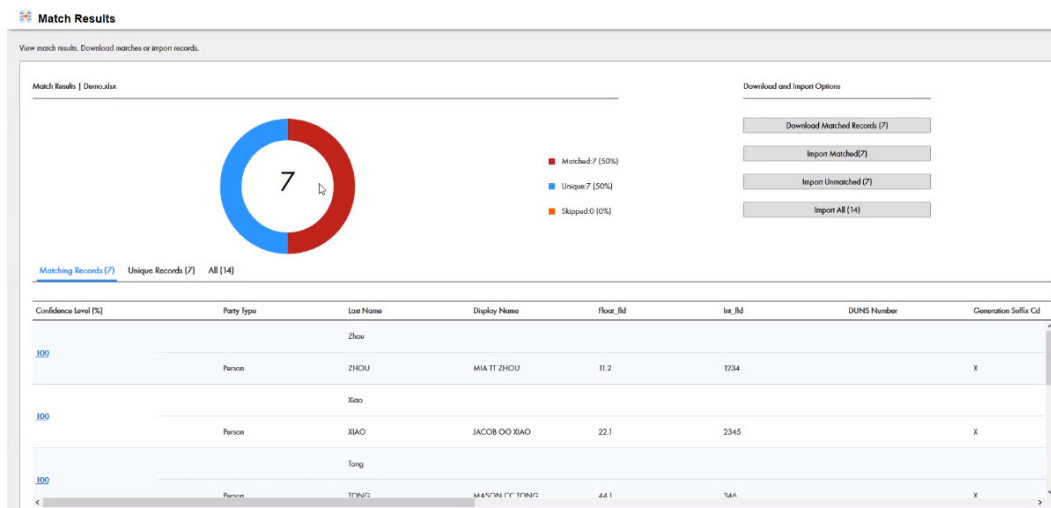 Match Results
View match results. Download matches or import records.
Match Results | Demo.xlsx
Download and Import Options
7
Matched:7 (50%)
Unique:7 (50%)
Skipped:0 (0%)
Download Matched Records (7)
Import Matched(7)
Import Unmatched (7)
Import All (14)
Matching Records (7) Unique Records (7) All (14)
Confidence Level (%) Party Type Last Name Display Name Float_fld Int_fld DUNS Number Generation Suffix Cd
Zhou
100
Person ZHOU MIA TT ZHOU 11.2 1234 X
Xiao
100
Person XIAO JACOB OO XIAO 22.1 2345 X
Tong
100
Person TONG MASON CC TONG 44.1 346 X